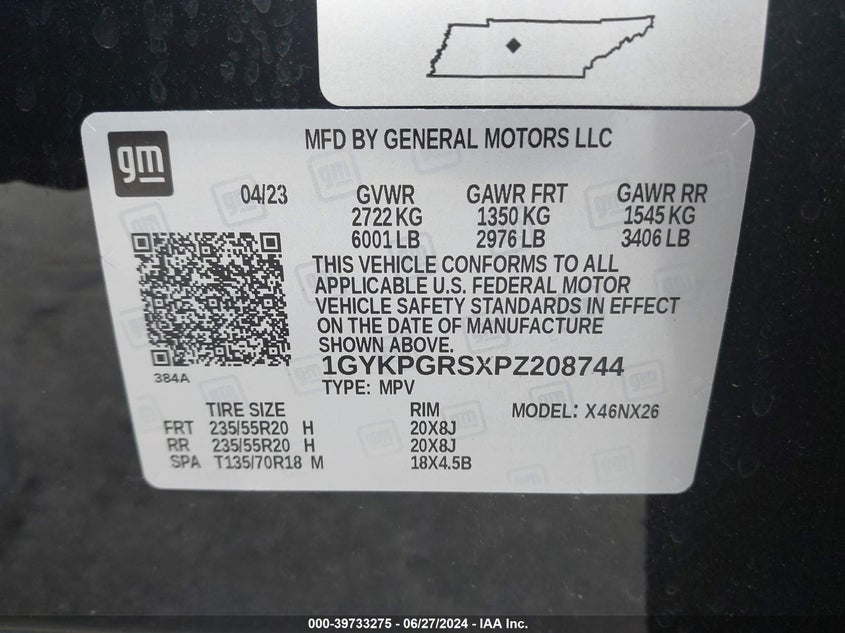 gm
MFD BY GENERAL MOTORS LLC
04/23 GVWR GAWR FRT GAWR RR
2722 KG 1350 KG 1545 KG
6001 LB 2976 LB 3406 LB
THIS VEHICLE CONFORMS TO ALL
APPLICABLE U.S. FEDERAL MOTOR
VEHICLE SAFETY STANDARDS IN EFFECT
ON THE DATE OF MANUFACTURE
SHOWN ABOVE.
1GYKPGRSXPZ208744
384A
TYPE: MPV
TIRE SIZE RIM MODEL: X46NX26
FRT 235/55R20 H 20X8J
RR 235/55R20 H 20X8J
SPA T135/70R18 M 18X4.5B
000-39733275 - 06/27/2024 - IAA Inc.